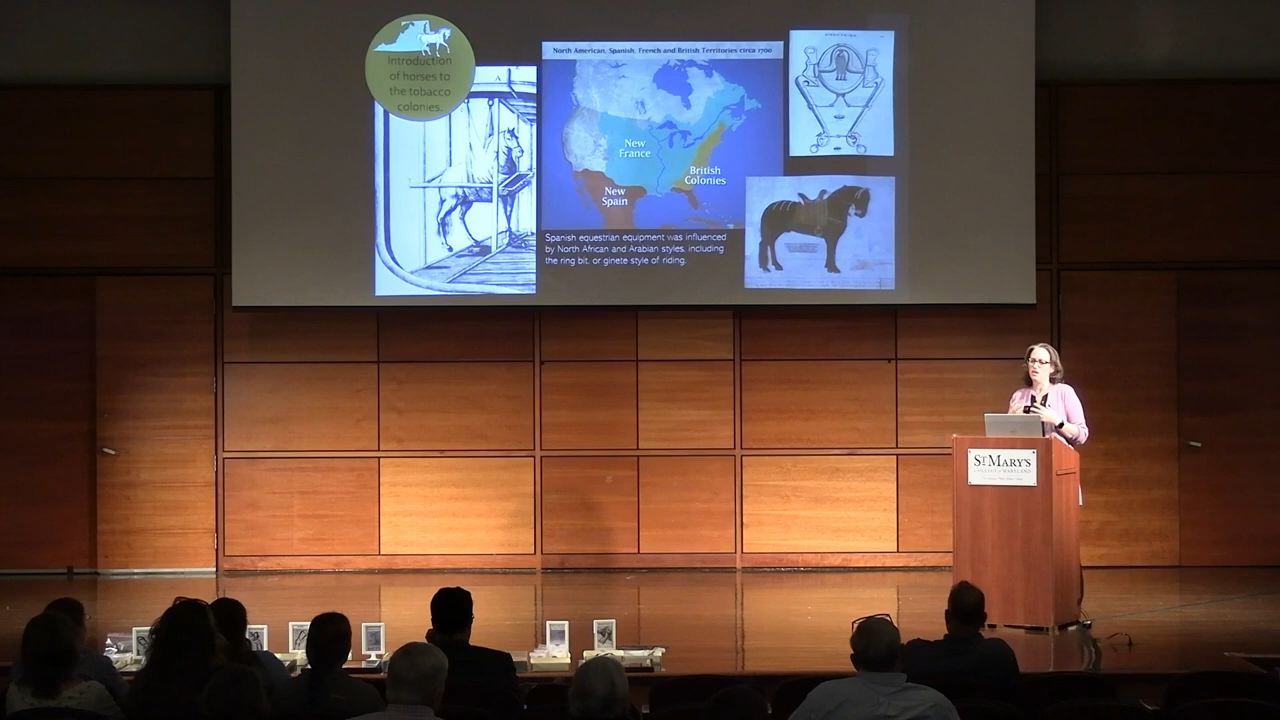 Introduction
of horses to
the tobacco
colonies.
North American, Spanish, French and British Territories circa 1700
New
France
British
Colonies
New
Spain
Spanish equestrian equipment was influenced
by North African and Arabian styles, including
the ring bit, or ginete style of riding.
ST MARY'S
COLLEGE of MARYLAND